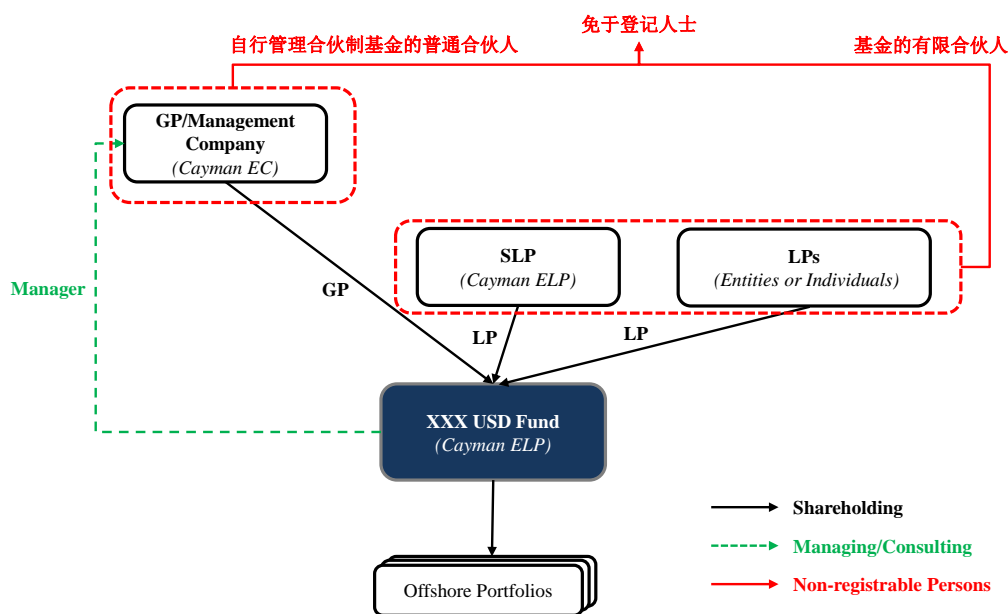 免于登记人士
自行管理合伙制基金的普通合伙人
基金的有限合伙人
GP/Management
Company
(Cayman EC)
SLP
(Cayman ELP)
LPs
(Entities or Individuals)
Manager
GP
LP
LP
XXX USD Fund
(Cayman ELP)
Shareholding
Managing/Consulting
Offshore Portfolios
Non-registrable Persons